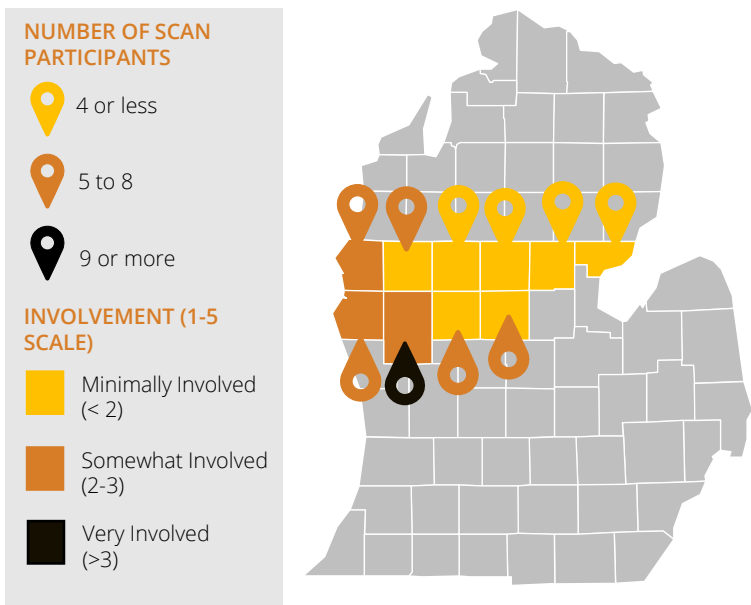 NUMBER OF SCAN
PARTICIPANTS
4 or less
5 to 8
9 or more
INVOLVEMENT (1-5
SCALE)
Minimally Involved
(< 2)
Somewhat Involved
(2-3)
Very Involved
(>3)